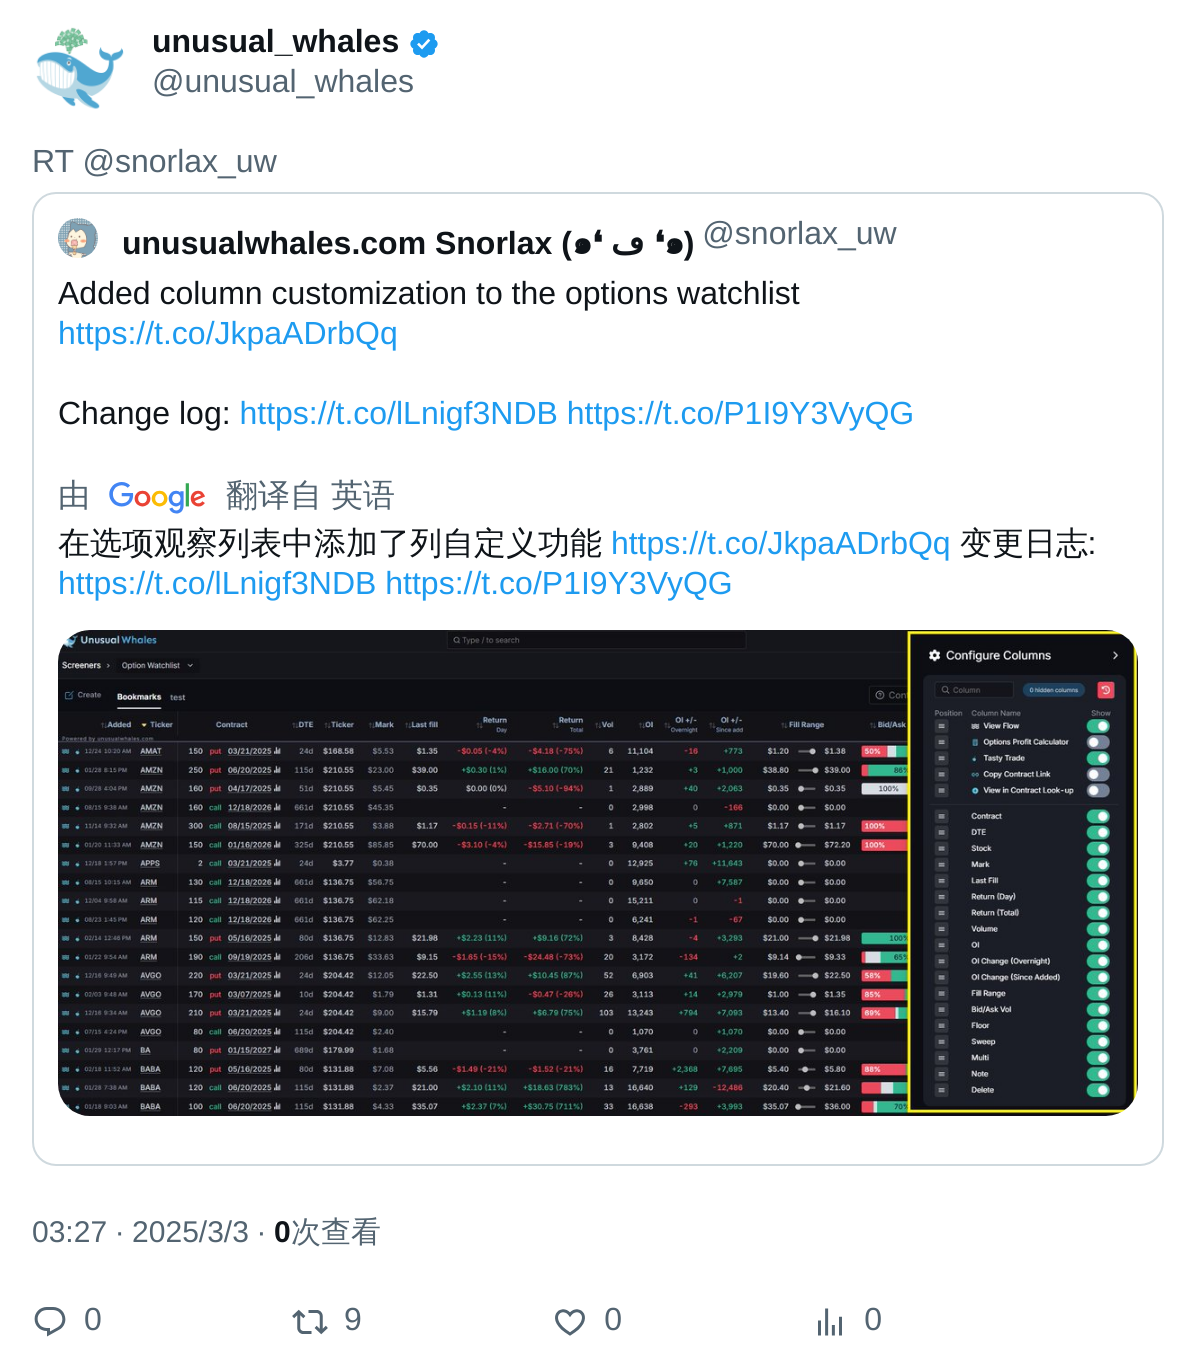 unusual_whales
@unusual_whales
RT @snorlax_uw
unusualwhales.com Snorlax (๑❛ ڡ ❛๑) @snorlax_uw
Added column customization to the options watchlist
https://t.co/JkpaADrbQq
Change log: https://t.co/lLnigf3NDB https://t.co/P1I9Y3VyQG
由 Google 翻译自 英语
在选项观察列表中添加了列自定义功能 https://t.co/JkpaADrbQq 变更日志:
https://t.co/lLnigf3NDB https://t.co/P1I9Y3VyQG
Unusual Whales Type / to search
Screeners › Option Watchlist
Create Bookmarks test Con
Added Ticker Contract DTE Ticker Mark Last fill Return Day Return Total Vol OI OI +/- Overnight OI +/- Since add Fill Range Bid/Ask
Powered by unusualwhales.com
11/24 10:20 AM AMAT 150 put 03/21/2025 24d $168.58 $5.53 $1.35 -$0.05 (-4%) -$4.18 (-75%) 6 11,104 -16 +773 $1.20 $1.38 50%
01/28 8:15 PM AMZN 250 put 06/20/2025 115d $210.55 $23.00 $39.00 +$0.30 (1%) +$16.00 (70%) 21 1,232 +3 +1,000 $38.80 $39.00 86%
09/28 4:04 PM AMZN 160 put 04/17/2025 51d $210.55 $5.45 $0.35 $0.00 (0%) -$5.10 (-94%) 1 2,889 +40 +2,063 $0.35 $0.35 100%
08/15 9:38 AM AMZN 160 call 12/18/2026 661d $210.55 $45.35 - - 0 2,998 0 -166 $0.00 $0.00
11/14 9:32 AM AMZN 300 call 08/15/2025 171d $210.55 $3.88 $1.17 -$0.15 (-11%) -$2.71 (-70%) 1 2,802 +5 +871 $1.17 $1.17 100%
01/20 11:33 AM AMZN 150 call 01/16/2026 325d $210.55 $85.85 $70.00 -$3.10 (-4%) -$15.85 (-19%) 3 9,408 +20 +1,220 $70.00 $72.20 100%
12/18 1:57 PM APPS 2 call 03/21/2025 24d $3.77 $0.38 - - 0 12,925 +76 +11,643 $0.00 $0.00
08/15 10:15 AM ARM 130 call 12/18/2026 661d $136.75 $56.75 - - 0 9,650 0 +7,587 $0.00 $0.00
12/04 9:58 AM ARM 115 call 12/18/2026 661d $136.75 $62.18 - - 0 15,211 0 -1 $0.00 $0.00
08/23 1:41 PM ARM 120 call 12/18/2026 661d $136.75 $62.25 - - 0 6,241 -1 -67 $0.00 $0.00
02/14 12:46 PM ARM 150 put 05/16/2025 80d $136.75 $12.83 $21.98 +$2.23 (11%) +$9.16 (72%) 3 8,428 -4 +3,293 $21.00 $21.98 100%
01/22 9:54 AM ARM 190 call 09/19/2025 206d $136.75 $33.63 $9.15 -$1.65 (-15%) -$24.48 (-73%) 20 3,172 -134 +2 $9.14 $9.33 65%
12/16 9:49 AM AVGO 220 put 03/21/2025 24d $204.42 $12.05 $22.50 +$2.55 (13%) +$10.45 (87%) 52 6,903 +41 +6,207 $19.60 $22.50 58%
02/03 9:48 AM AVGO 170 put 03/07/2025 10d $204.42 $1.79 $1.31 +$0.13 (11%) -$0.47 (-26%) 26 3,113 +14 +2,979 $1.00 $1.35 85%
11/18 9:34 AM AVGO 210 put 03/21/2025 24d $204.42 $9.00 $15.79 +$1.19 (8%) +$6.79 (75%) 103 13,243 +794 +7,093 $13.40 $16.10 69%
07/15 4:24 PM AVGO 80 call 06/20/2025 115d $204.42 $2.40 - - 0 1,070 0 +1,070 $0.00 $0.00
01/29 12:17 PM BA 80 put 01/15/2027 689d $179.99 $1.68 - - 0 3,761 0 +2,209 $0.00 $0.00
02/18 11:52 AM BABA 120 put 05/16/2025 80d $131.88 $7.08 $5.56 -$1.49 (-21%) -$1.52 (-21%) 16 7,719 +2,368 +7,695 $5.40 $5.80 88%
01/28 7:38 AM BABA 120 call 06/20/2025 115d $131.88 $2.37 $21.00 +$2.10 (11%) +$18.63 (783%) 13 16,640 +129 -12,486 $20.40 $21.60
01/18 8:03 AM BABA 100 call 06/20/2025 115d $131.88 $4.33 $35.07 +$2.37 (7%) +$30.75 (711%) 33 16,638 -293 +3,993 $35.07 $36.00 70%
Configure Columns
Column 0 hidden columns
Position Column Name Show
View Flow
Options Profit Calculator
Tasty Trade
Copy Contract Link
View in Contract Look-up
Contract
DTE
Stock
Mark
Last Fill
Return (Day)
Return (Total)
Volume
OI
OI Change (Overnight)
OI Change (Since Added)
Fill Range
Bid/Ask Vol
Floor
Sweep
Multi
Note
Delete
03:27 · 2025/3/3 · 0次查看
0 9 0 0